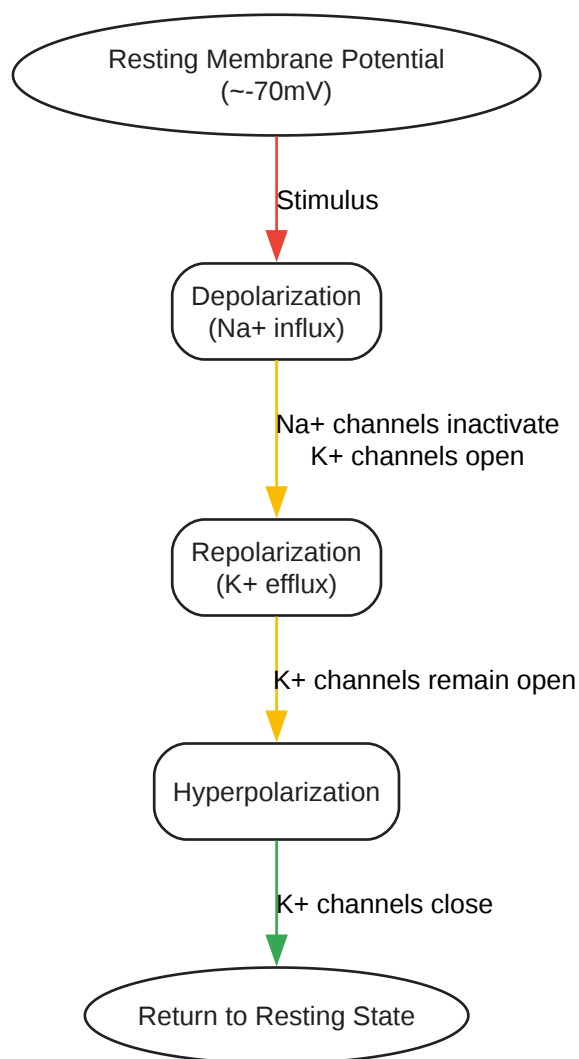 Resting Membrane Potential
(~-70mV)
Stimulus
Depolarization
(Na+ influx)
Na+ channels inactivate
K+ channels open
Repolarization
(K+ efflux)
K+ channels remain open
Hyperpolarization
K+ channels close
Return to Resting State